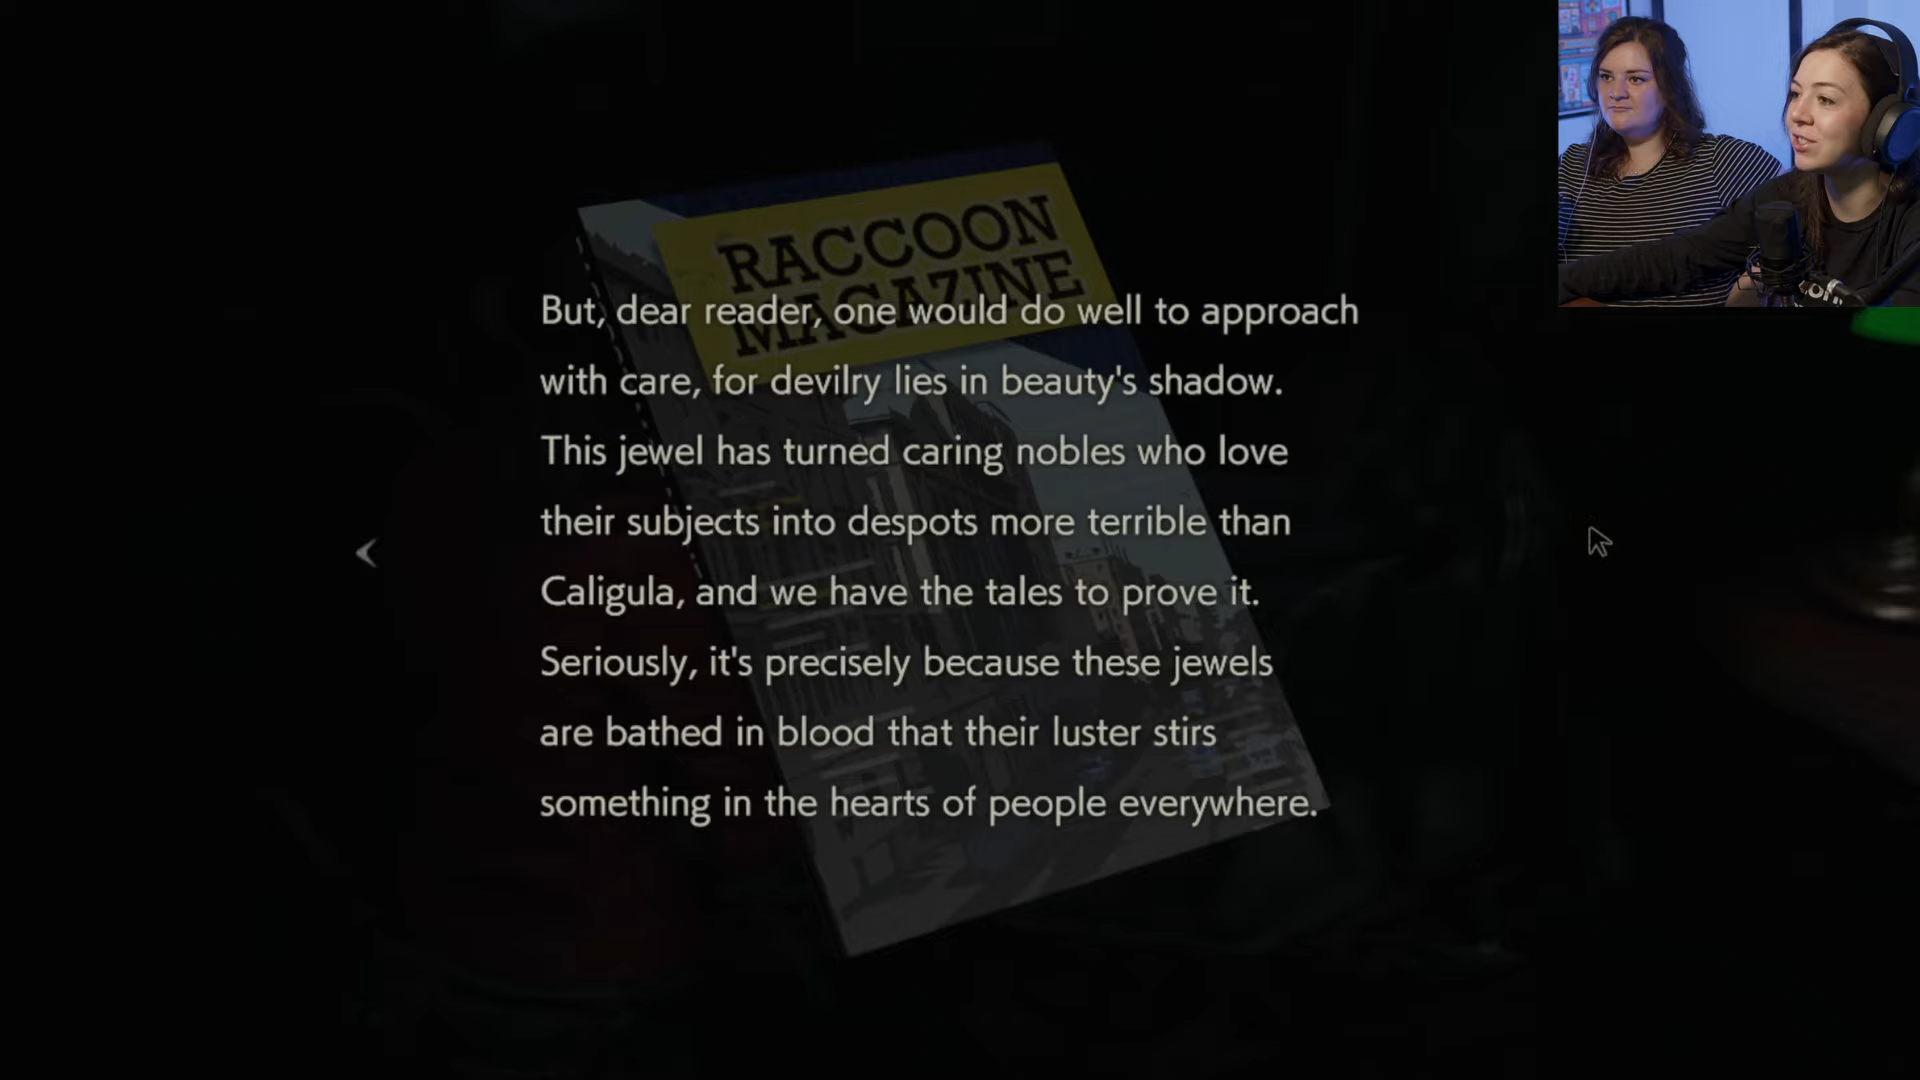 RACCOON
MAGAZINE
But, dear reader, one would do well to approach
with care, for devilry lies in beauty's shadow.
This jewel has turned caring nobles who love
their subjects into despots more terrible than
Caligula, and we have the tales to prove it.
Seriously, it's precisely because these jewels
are bathed in blood that their luster stirs
something in the hearts of people everywhere.